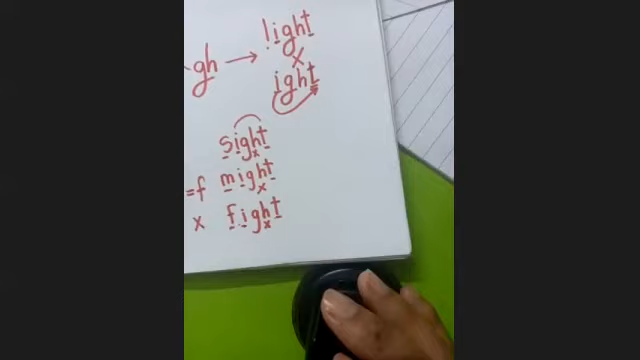 gh → light
x
ight
sight
=f might
x
x fight
x